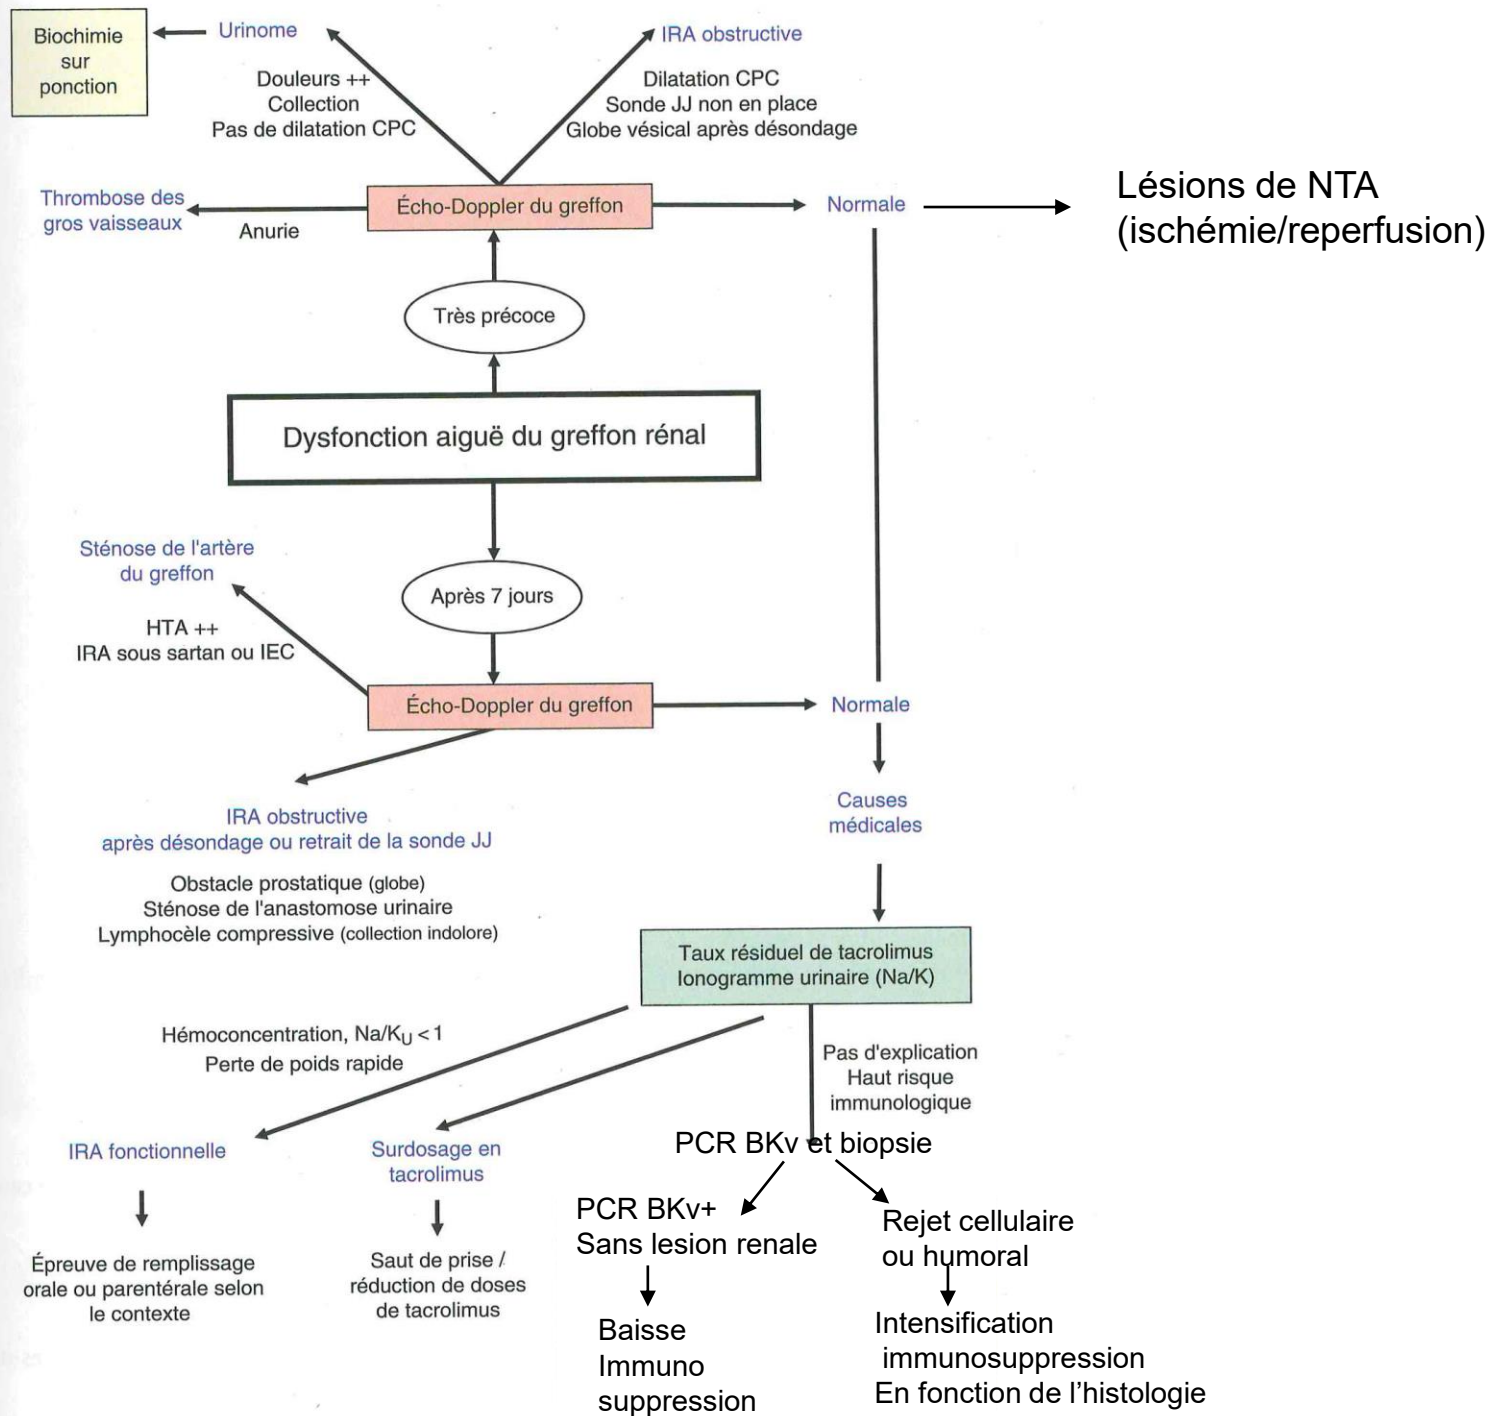 Biochimie
sur
ponction
Urinome
Douleurs ++
Collection
Pas de dilatation CPC
IRA obstructive
Dilatation CPC
Sonde JJ non en place
Globe vésical après désondage
Thrombose des
gros vaisseaux
Anurie
Écho-Doppler du greffon
Normale
Lésions de NTA
(ischémie/reperfusion)
Très précoce
Dysfonction aiguë du greffon rénal
Après 7 jours
Sténose de l'artère
du greffon
HTA ++
IRA sous sartan ou IEC
Écho-Doppler du greffon
Normale
IRA obstructive
après désondage ou retrait de la sonde JJ
Obstacle prostatique (globe)
Sténose de l'anastomose urinaire
Lymphocèle compressive (collection indolore)
Causes
médicales
Taux résiduel de tacrolimus
Ionogramme urinaire (Na/K)
Hémoconcentration, Na/KU < 1
Perte de poids rapide
Pas d'explication
Haut risque
immunologique
IRA fonctionnelle
Surdosage en
tacrolimus
PCR BKv et biopsie
Épreuve de remplissage
orale ou parentérale selon
le contexte
Saut de prise /
réduction de doses
de tacrolimus
PCR BKv+
Sans lesion renale
Rejet cellulaire
ou humoral
Baisse
Immuno
suppression
Intensification
immunosuppression
En fonction de l'histologie